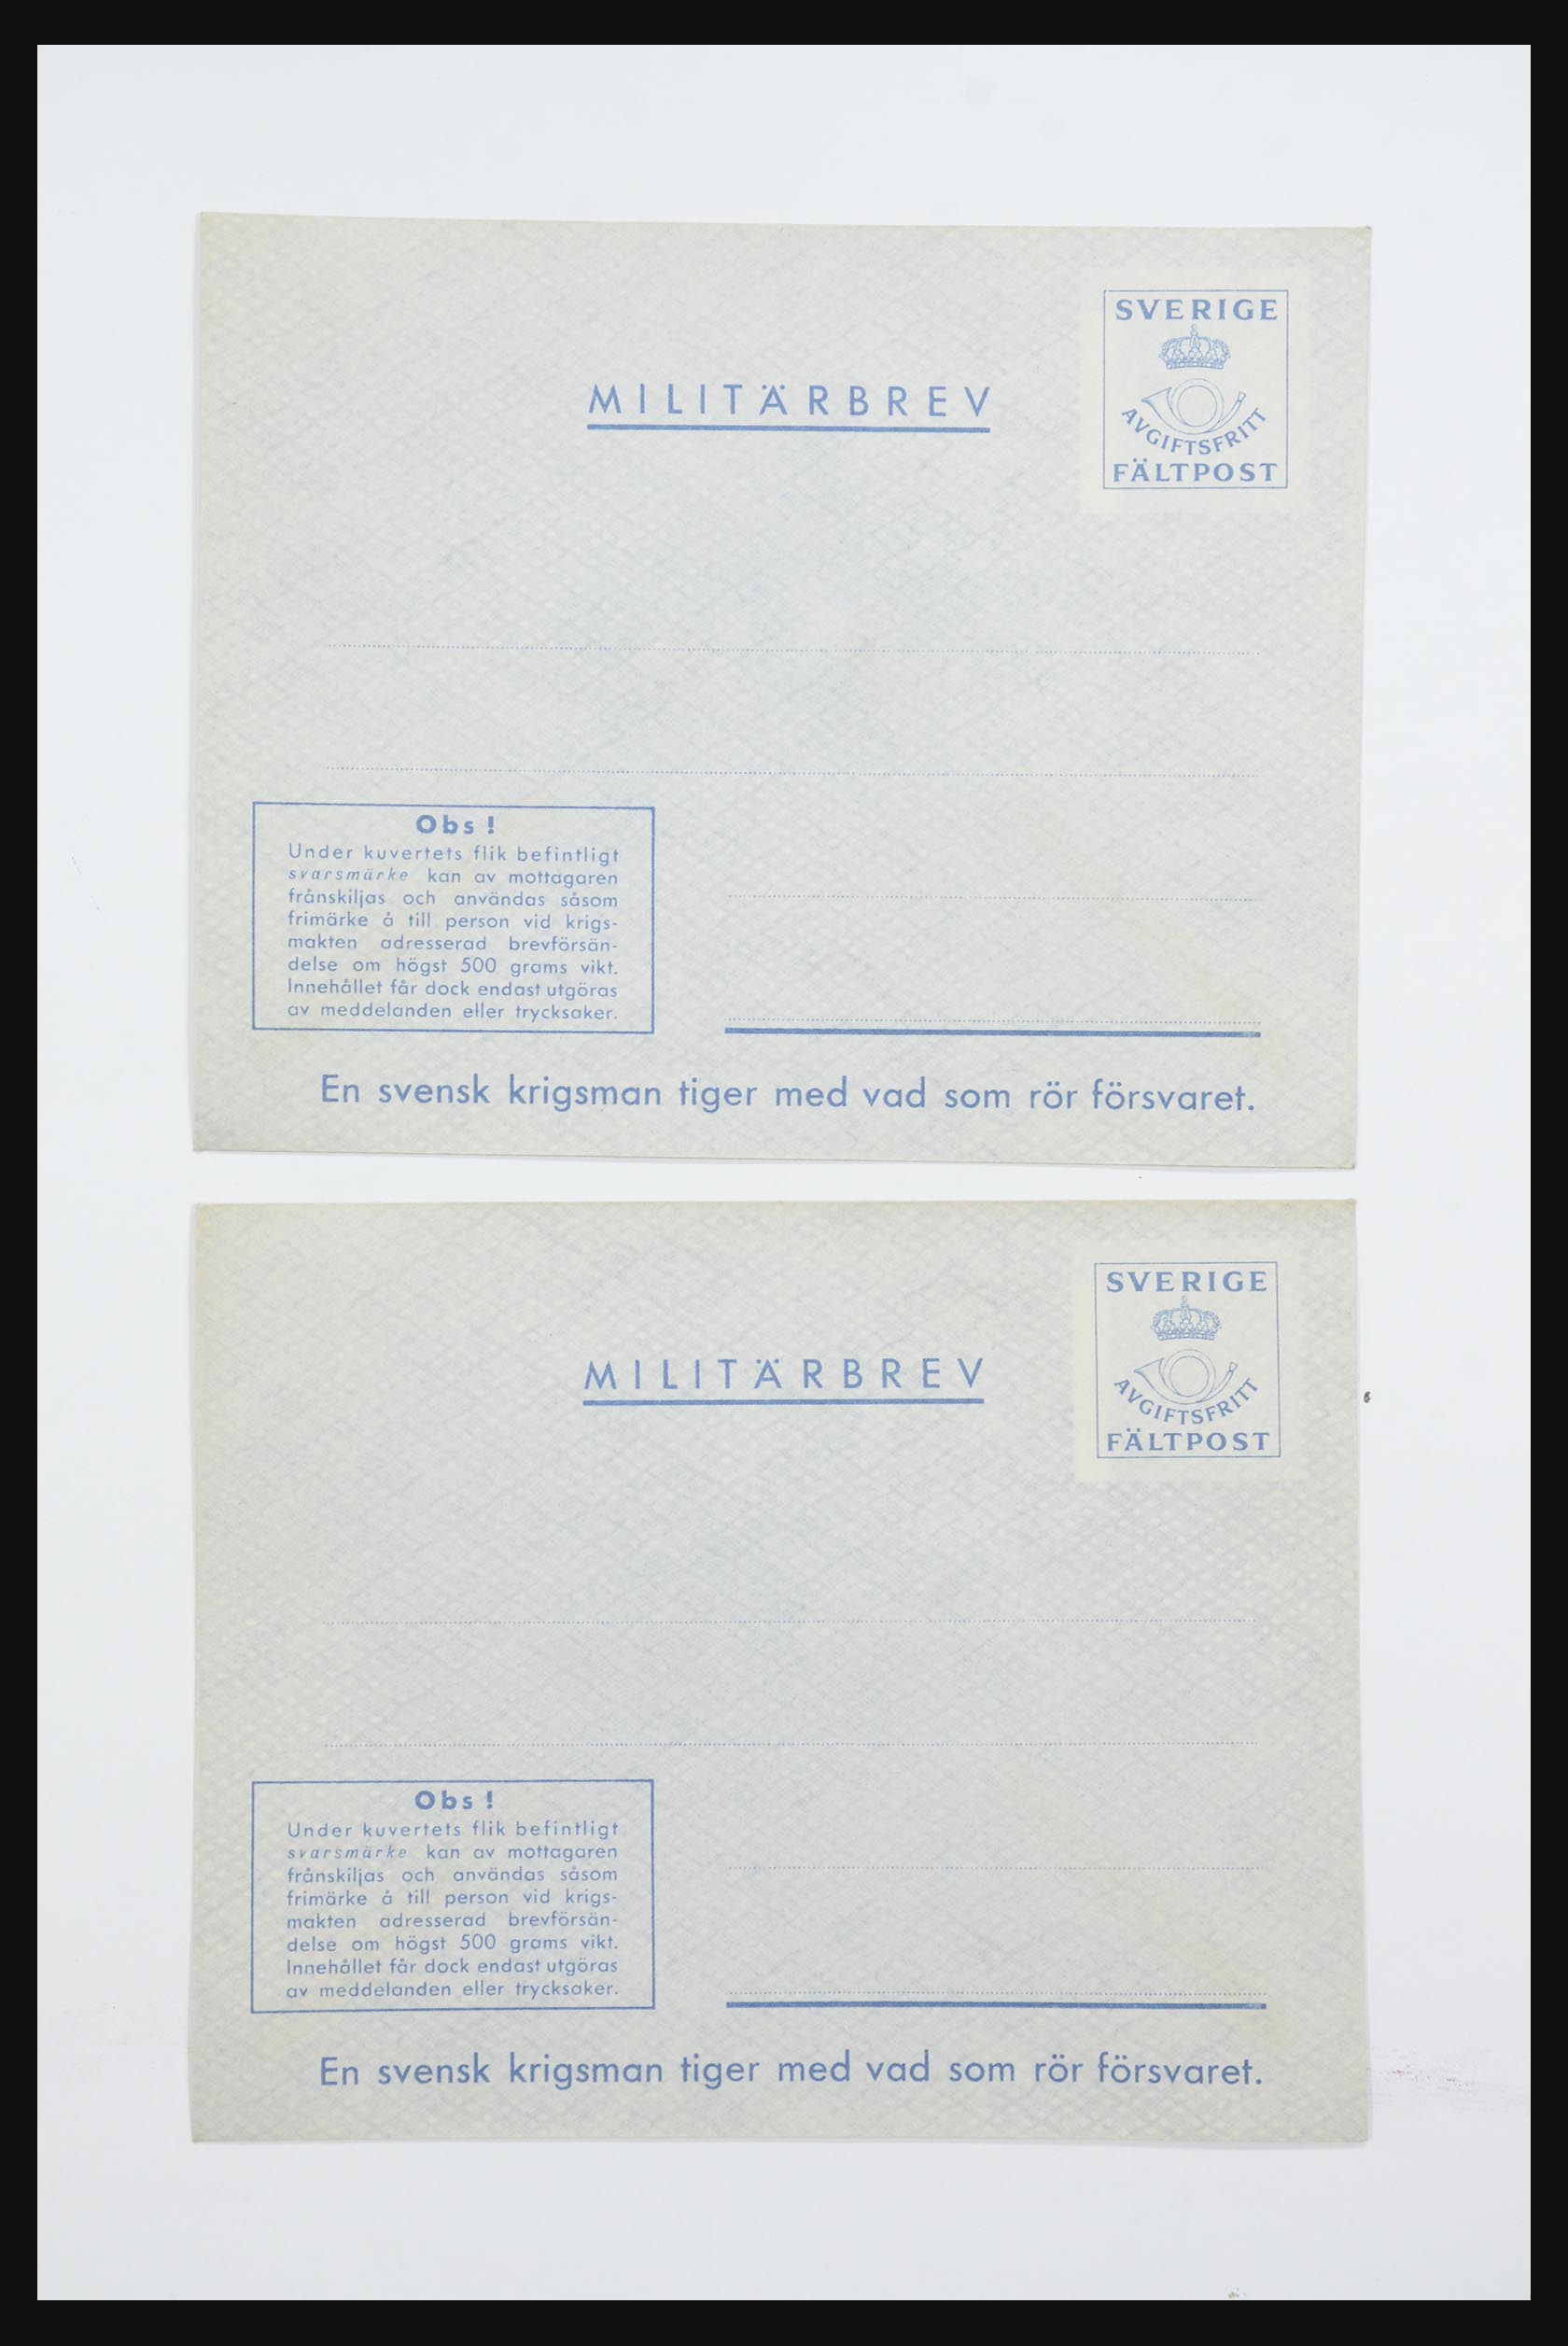 SVERIGE
MILITÄRBREV
AVGIFTSFRITT
FÄLTPOST
Obs !
Under kuvertets flik befintligt
svarsmärke kan av mottagaren
frånskiljas och användas såsom
frimärke å till person vid krigs-
makten adresserad brevförsän-
delse om högst 500 grams vikt.
Innehållet får dock endast utgöras
av meddelanden eller trycksaker.
En svensk krigsman tiger med vad som rör försvaret.
SVERIGE
MILITÄRBREV
AVGIFTSFRITT
FÄLTPOST
Obs !
Under kuvertets flik befintligt
svarsmärke kan av mottagaren
frånskiljas och användas såsom
frimärke å till person vid krigs-
makten adresserad brevförsän-
delse om högst 500 grams vikt.
Innehållet får dock endast utgöras
av meddelanden eller trycksaker.
En svensk krigsman tiger med vad som rör försvaret.